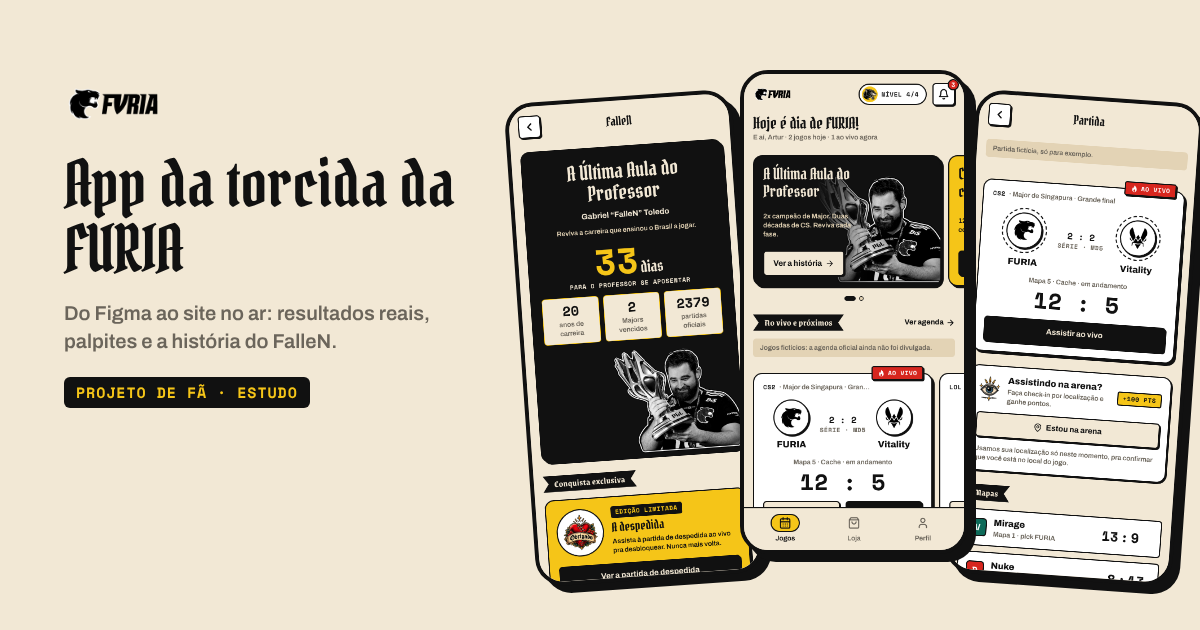 FURIA
App da torcida da
FURIA
Do Figma ao site no ar: resultados reais,
palpites e a história do FalleN.
PROJETO DE FÃ · ESTUDO
FalleN
A Última Aula do
Professor
Gabriel “FalleN” Toledo
Reviva a carreira que ensinou o Brasil a jogar.
33 dias
PARA O PROFESSOR SE APOSENTAR
20
anos de
carreira
2
Majors
vencidos
2379
partidas
oficiais
Conquista exclusiva
EDIÇÃO LIMITADA
A despedida
Assista à partida de despedida ao vivo
pra desbloquear. Nunca mais volta.
Ver a partida de despedida
FURIA
NÍVEL 4/4
Hoje é dia de FURIA!
E aí, Artur · 2 jogos hoje · 1 ao vivo agora
A Última Aula do
Professor
2x campeão de Major. Duas
décadas de CS. Reviva cada
fase.
Ver a história
Ao vivo e próximos
Ver agenda
Jogos fictícios: a agenda oficial ainda não foi divulgada.
AO VIVO
CS2 · Major de Singapura · Gran...
LOL
2 : 2
SÉRIE · MD5
FURIA
Vitality
Mapa 5 · Cache · em andamento
12 : 5
Jogos
Loja
Perfil
Partida
Partida fictícia, só para exemplo.
AO VIVO
CS2 · Major de Singapura · Grande final
2 : 2
SÉRIE · MD5
FURIA
Vitality
Mapa 5 · Cache · em andamento
12 : 5
Assistir ao vivo
Assistindo na arena?
Faça check-in por localização e
ganhe pontos.
+100 PTS
Estou na arena
Usamos sua localização só neste momento, pra confirmar
que você está no local do jogo.
Mapas
Mirage
Mapa 1 · pick FURIA
13:9
Nuke